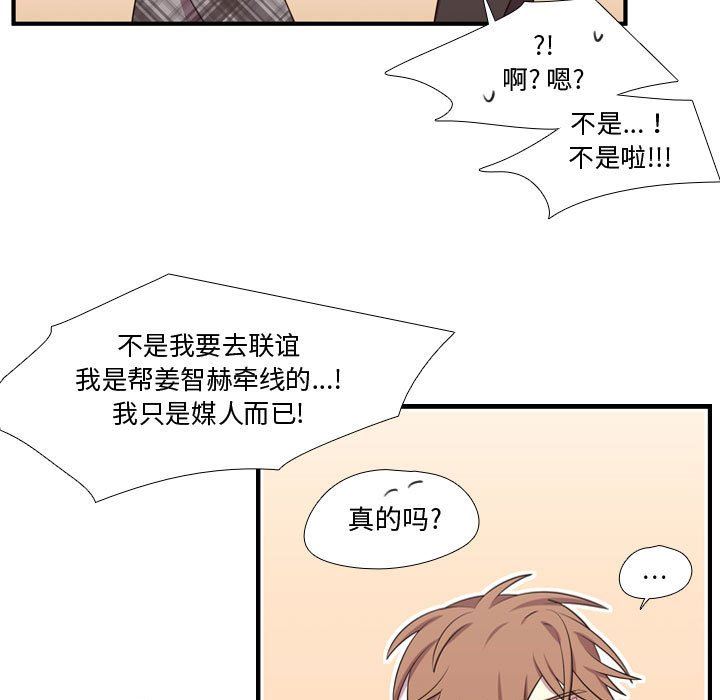 ?!
啊? 嗯?
不是...！
不是啦!!!
不是我要去联谊
我是帮姜智赫牵线的...!
我只是媒人而已!
真的吗?
...